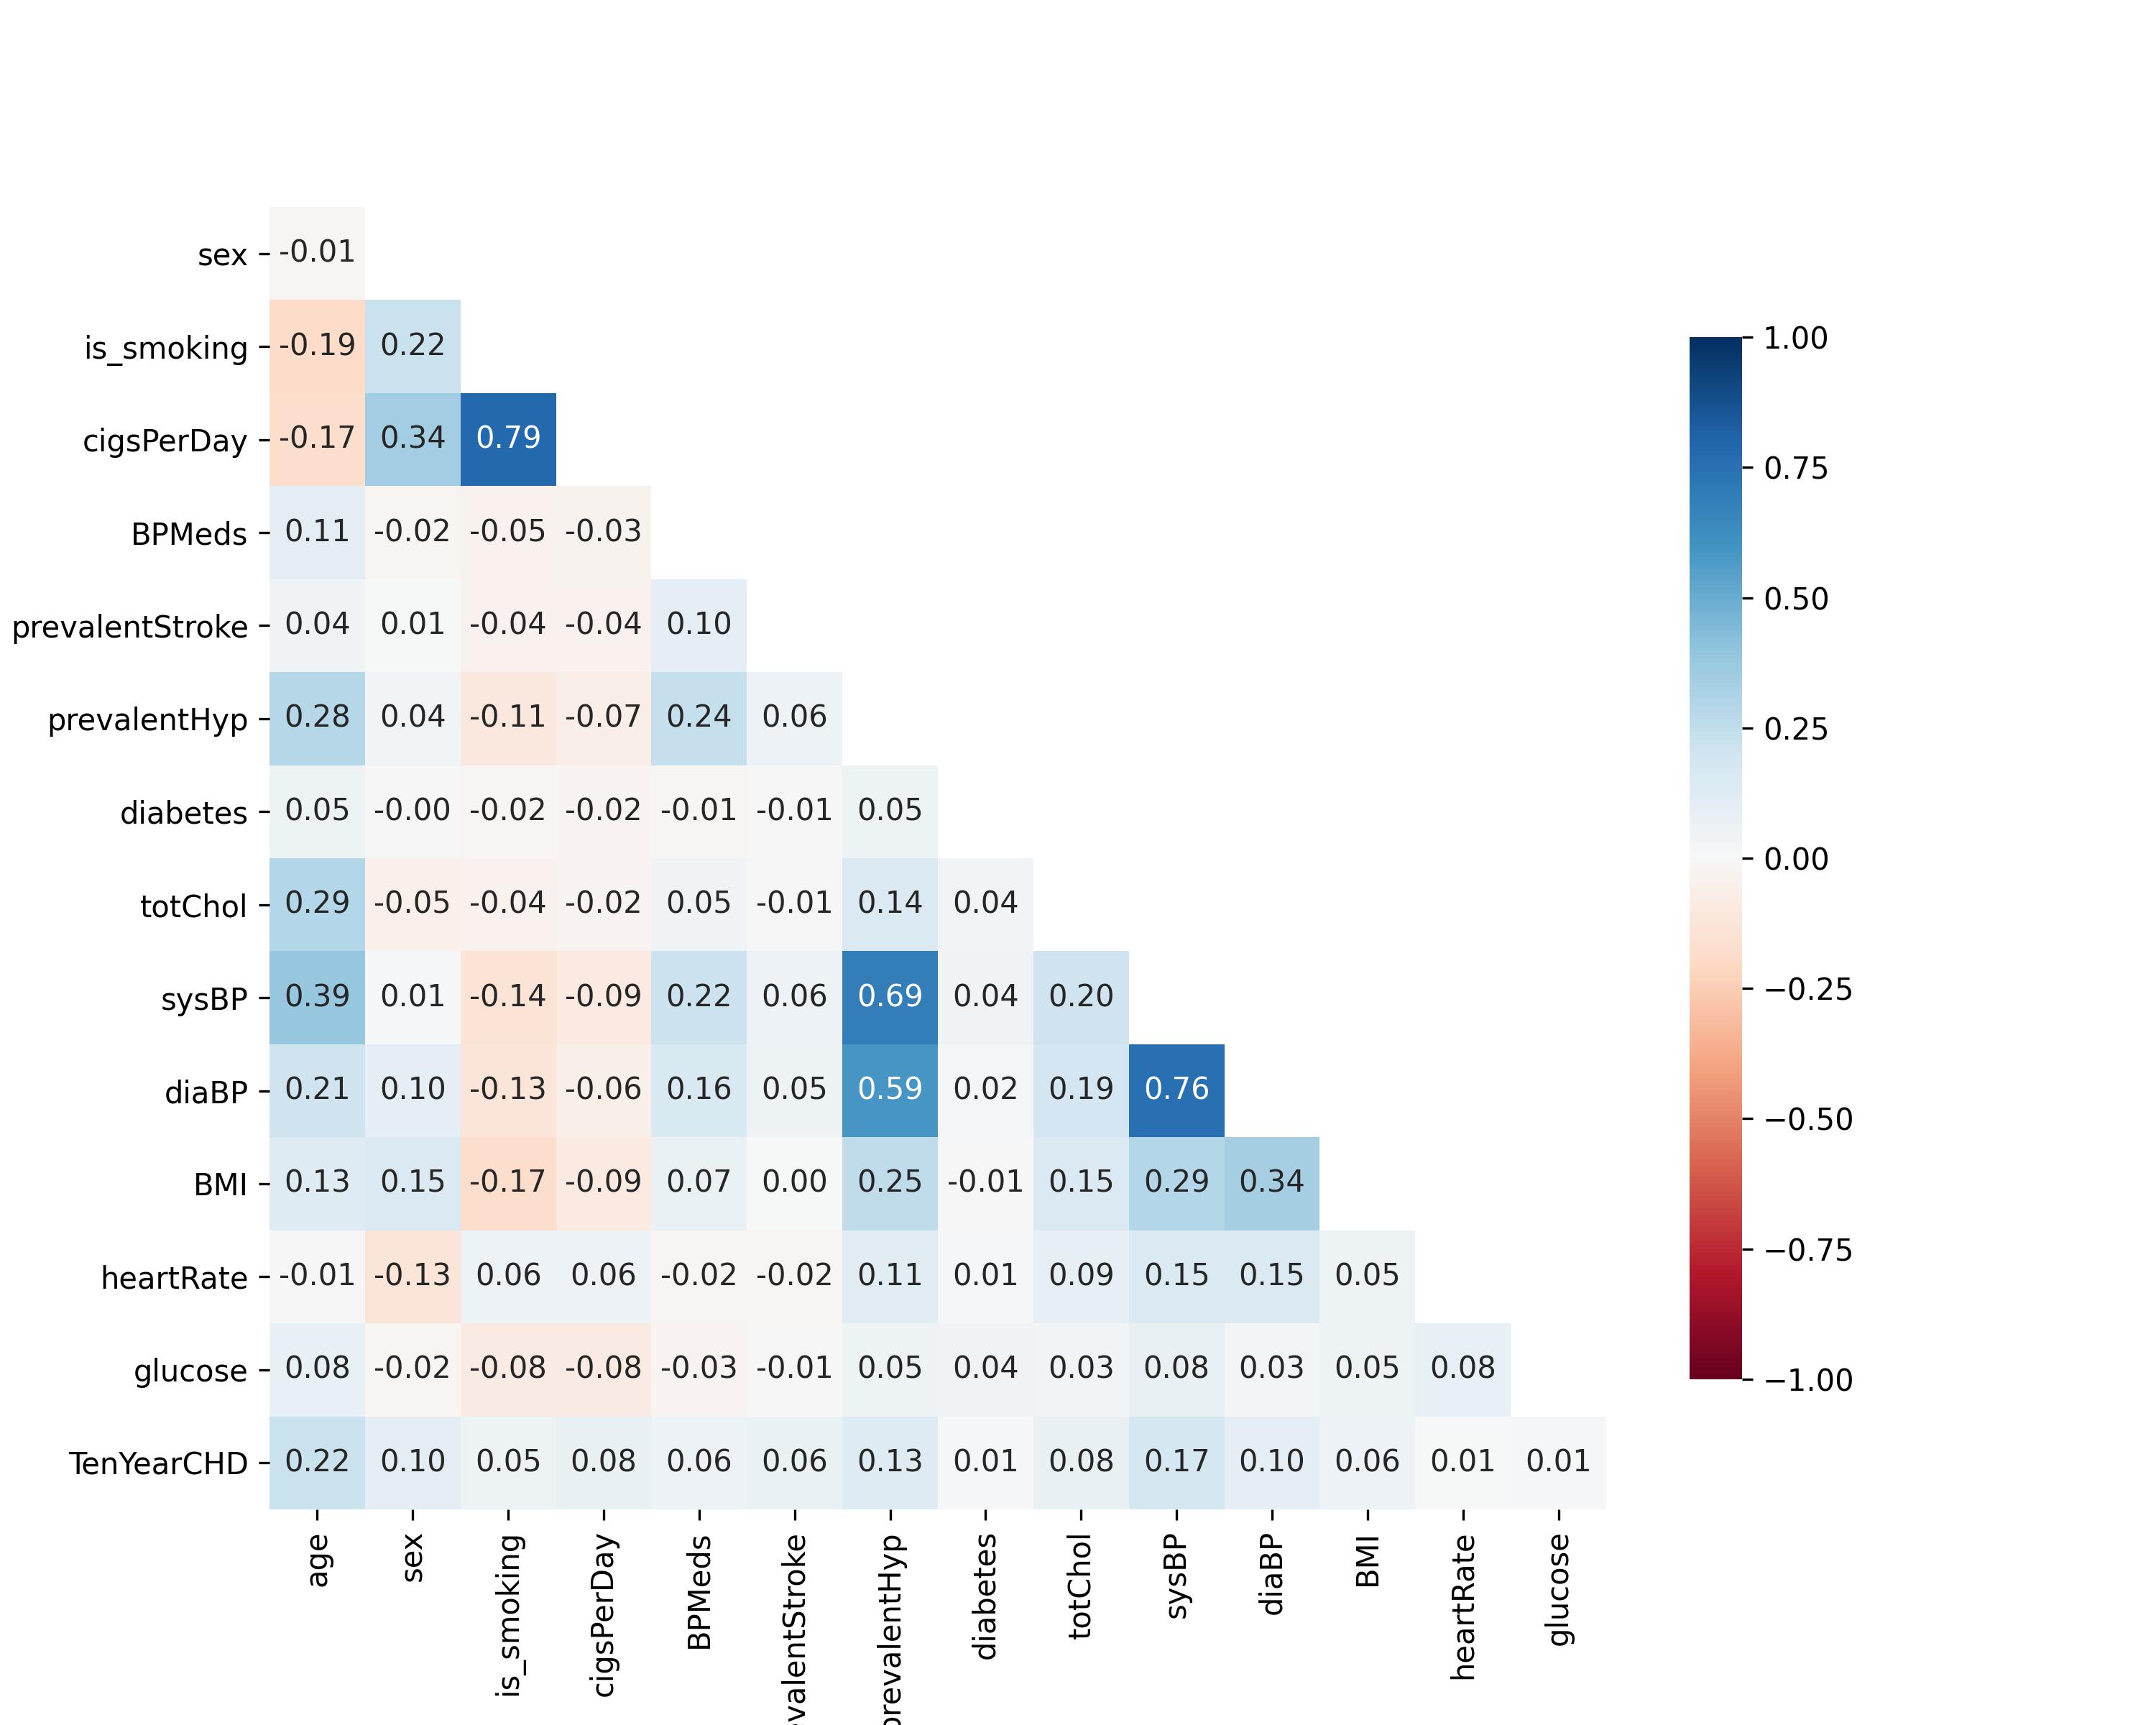 sex -0.01
is_smoking -0.19 0.22
cigsPerDay -0.17 0.34 0.79
BPMeds 0.11 -0.02 -0.05 -0.03
prevalentStroke 0.04 0.01 -0.04 -0.04 0.10
prevalentHyp 0.28 0.04 -0.11 -0.07 0.24 0.06
diabetes 0.05 -0.00 -0.02 -0.02 -0.01 -0.01 0.05
totChol 0.29 -0.05 -0.04 -0.02 0.05 -0.01 0.14 0.04
sysBP 0.39 0.01 -0.14 -0.09 0.22 0.06 0.69 0.04 0.20
diaBP 0.21 0.10 -0.13 -0.06 0.16 0.05 0.59 0.02 0.19 0.76
BMI 0.13 0.15 -0.17 -0.09 0.07 0.00 0.25 -0.01 0.15 0.29 0.34
heartRate -0.01 -0.13 0.06 0.06 -0.02 -0.02 0.11 0.01 0.09 0.15 0.15 0.05
glucose 0.08 -0.02 -0.08 -0.08 -0.03 -0.01 0.05 0.04 0.03 0.08 0.03 0.05 0.08
TenYearCHD 0.22 0.10 0.05 0.08 0.06 0.06 0.13 0.01 0.08 0.17 0.10 0.06 0.01 0.01
age
sex
is_smoking
cigsPerDay
BPMeds
valentStroke
prevalentHyp
diabetes
totChol
sysBP
diaBP
BMI
heartRate
glucose
1.00
0.75
0.50
0.25
0.00
−0.25
−0.50
−0.75
−1.00